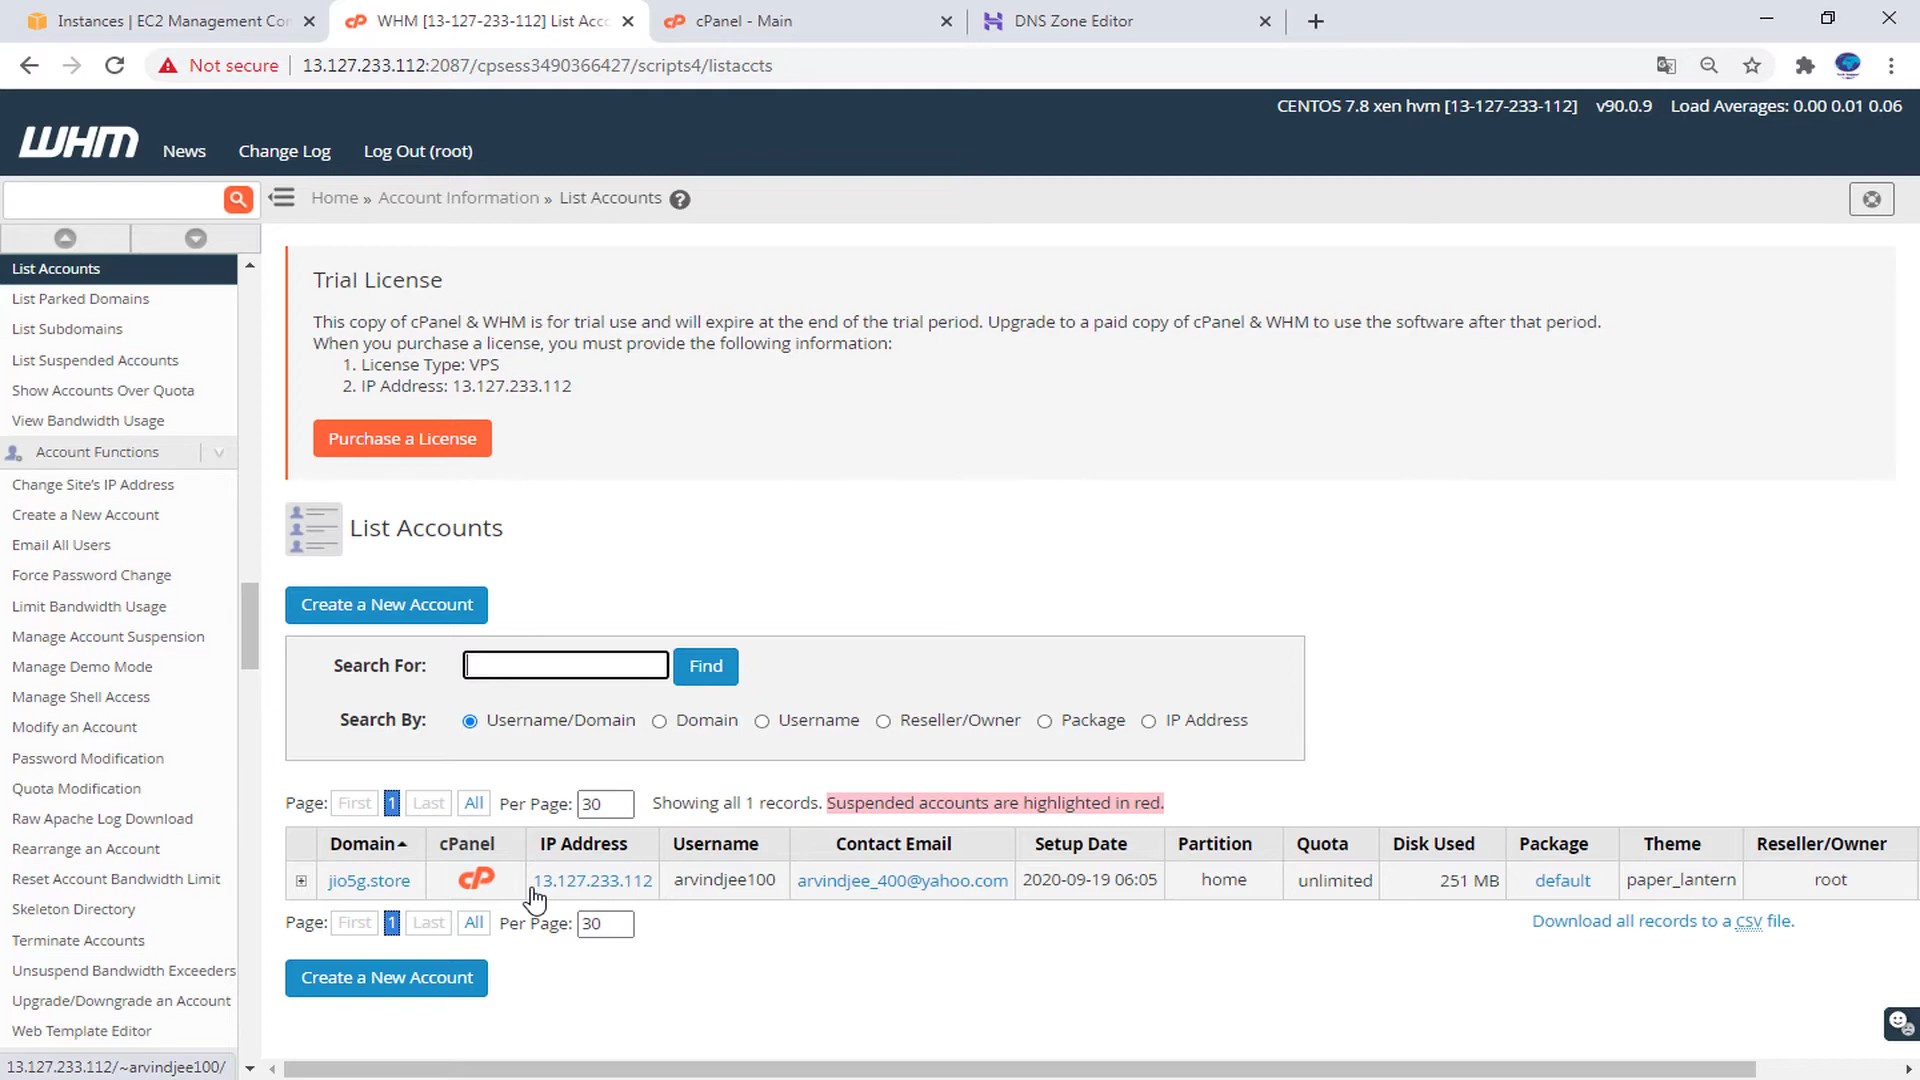 Instances | EC2 Management Con
WHM [13-127-233-112] List Acco
cPanel - Main
DNS Zone Editor
Not secure
13.127.233.112:2087/cpsess3490366427/scripts4/listaccts
CENTOS 7.8 xen hvm [13-127-233-112] v90.0.9 Load Averages: 0.00 0.01 0.06
WHM News Change Log Log Out (root)
Home » Account Information » List Accounts
List Accounts
List Parked Domains
List Subdomains
List Suspended Accounts
Show Accounts Over Quota
View Bandwidth Usage
Account Functions
Change Site's IP Address
Create a New Account
Email All Users
Force Password Change
Limit Bandwidth Usage
Manage Account Suspension
Manage Demo Mode
Manage Shell Access
Modify an Account
Password Modification
Quota Modification
Raw Apache Log Download
Rearrange an Account
Reset Account Bandwidth Limit
Skeleton Directory
Terminate Accounts
Unsuspend Bandwidth Exceeders
Upgrade/Downgrade an Account
Web Template Editor
13.127.233.112/~arvindjee100/
Trial License
This copy of cPanel & WHM is for trial use and will expire at the end of the trial period. Upgrade to a paid copy of cPanel & WHM to use the software after that period.
When you purchase a license, you must provide the following information:
1. License Type: VPS
2. IP Address: 13.127.233.112
Purchase a License
List Accounts
Create a New Account
Search For: Find
Search By: Username/Domain Domain Username Reseller/Owner Package IP Address
Page: First 1 Last All Per Page: 30 Showing all 1 records. Suspended accounts are highlighted in red.
Domain cPanel IP Address Username Contact Email Setup Date Partition Quota Disk Used Package Theme Reseller/Owner
jio5g.store cP 13.127.233.112 arvindjee100 arvindjee_400@yahoo.com 2020-09-19 06:05 home unlimited 251 MB default paper_lantern root
Page: First 1 Last All Per Page: 30 Download all records to a CSV file.
Create a New Account